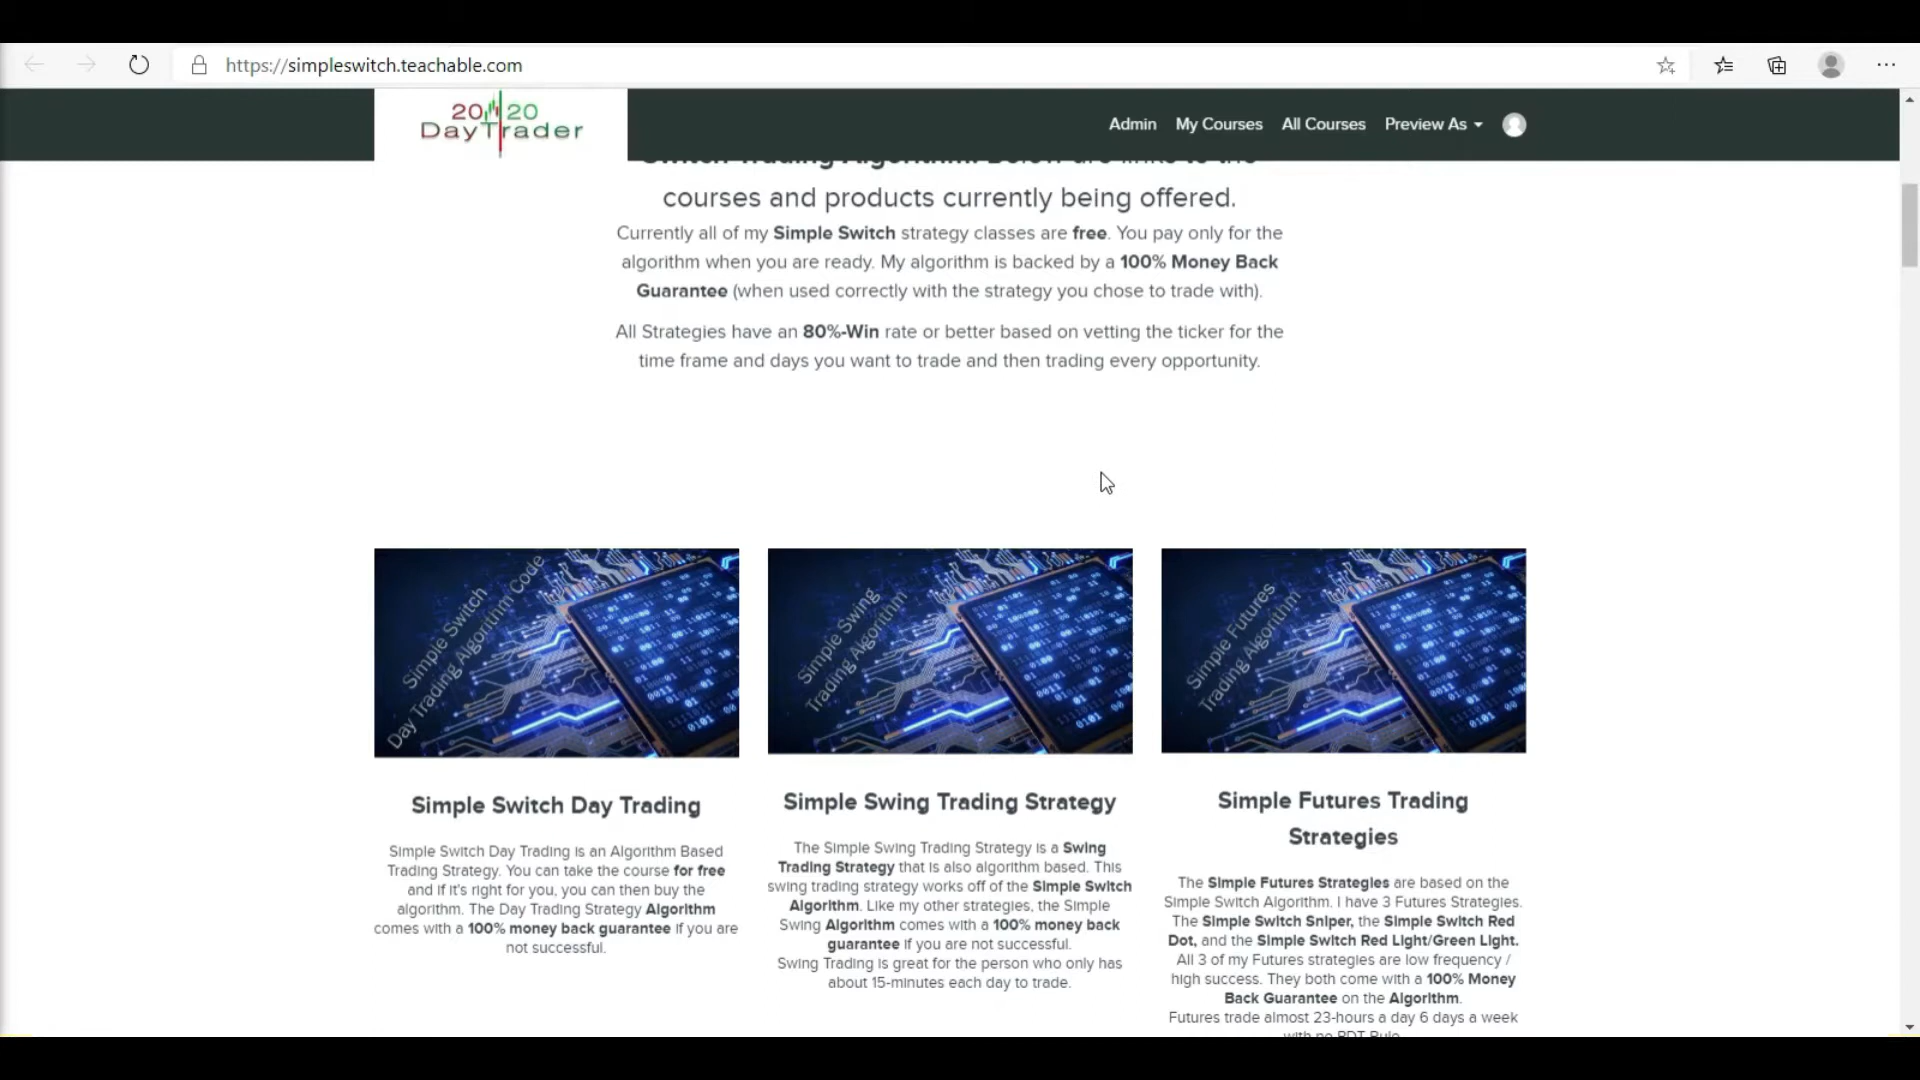 https://simpleswitch.teachable.com
20 20
DayTrader
Admin My Courses All Courses Preview As
Switch Trading Algorithm. Below are links to the
courses and products currently being offered.
Currently all of my Simple Switch strategy classes are free. You pay only for the
algorithm when you are ready. My algorithm is backed by a 100% Money Back
Guarantee (when used correctly with the strategy you chose to trade with).
All Strategies have an 80%-Win rate or better based on vetting the ticker for the
time frame and days you want to trade and then trading every opportunity.
Simple Switch
Day Trading Algorithm Code
Simple Swing
Trading Algorithm
Simple Futures
Trading Algorithm
Simple Switch Day Trading
Simple Switch Day Trading is an Algorithm Based
Trading Strategy. You can take the course for free
and if it's right for you, you can then buy the
algorithm. The Day Trading Strategy Algorithm
comes with a 100% money back guarantee if you are
not successful.
Simple Swing Trading Strategy
The Simple Swing Trading Strategy is a Swing
Trading Strategy that is also algorithm based. This
swing trading strategy works off of the Simple Switch
Algorithm. Like my other strategies, the Simple
Swing Algorithm comes with a 100% money back
guarantee if you are not successful.
Swing Trading is great for the person who only has
about 15-minutes each day to trade.
Simple Futures Trading
Strategies
The Simple Futures Strategies are based on the
Simple Switch Algorithm. I have 3 Futures Strategies.
The Simple Switch Sniper, the Simple Switch Red
Dot, and the Simple Switch Red Light/Green Light.
All 3 of my Futures strategies are low frequency /
high success. They both come with a 100% Money
Back Guarantee on the Algorithm.
Futures trade almost 23-hours a day 6 days a week
with no PDT Rule